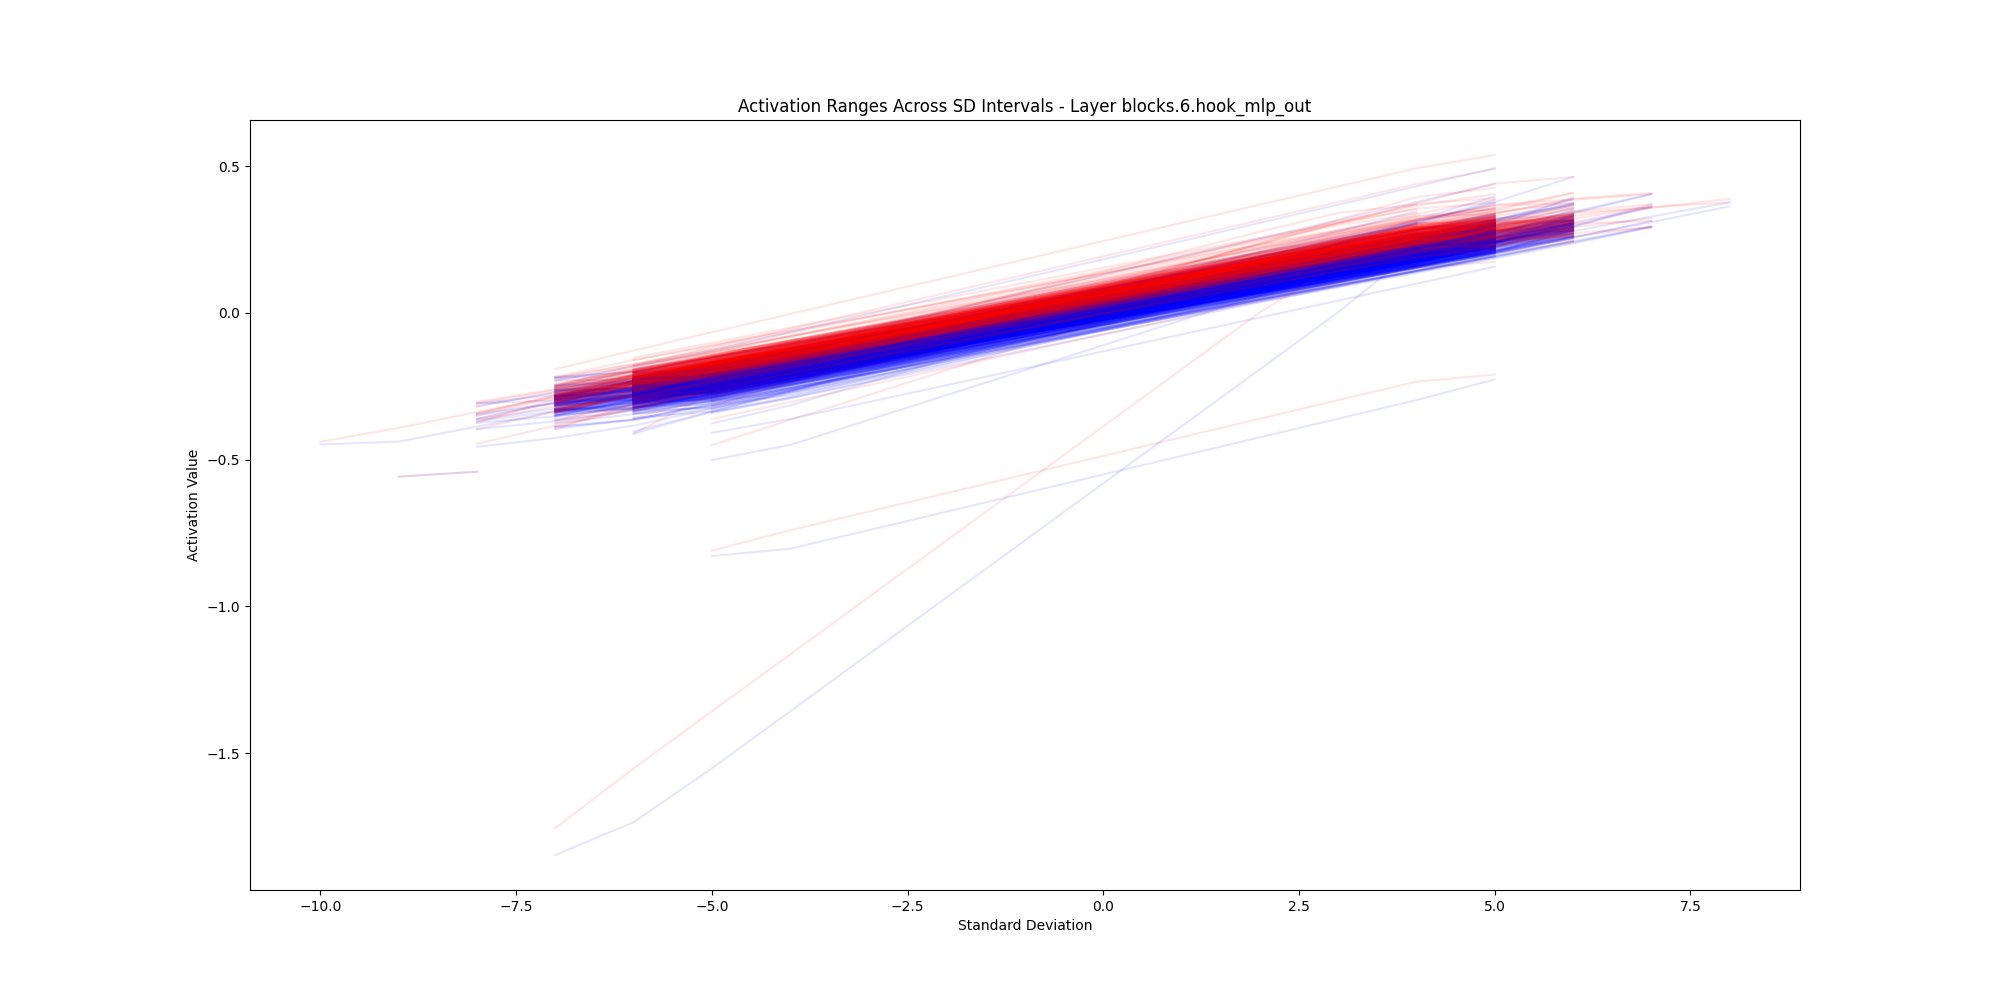 Activation Ranges Across SD Intervals - Layer blocks.6.hook_mlp_out
0.5
0.0
−0.5
−1.0
−1.5
Activation Value
−10.0 −7.5 −5.0 −2.5 0.0 2.5 5.0 7.5
Standard Deviation